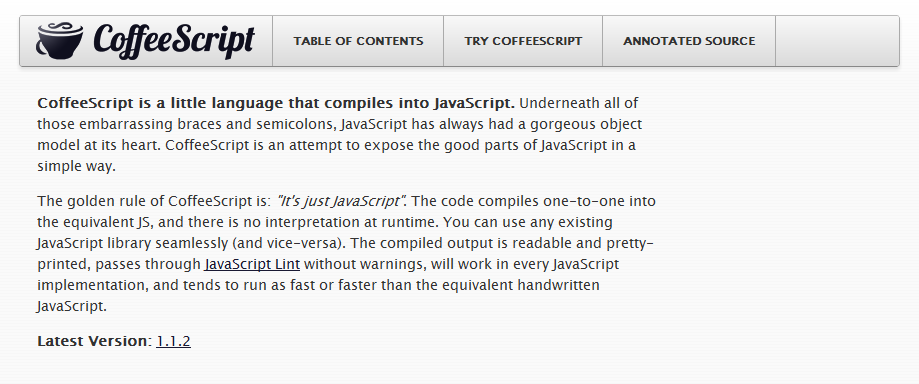 CoffeeScript
TABLE OF CONTENTS
TRY COFFEESCRIPT
ANNOTATED SOURCE
CoffeeScript is a little language that compiles into JavaScript. Underneath all of
those embarrassing braces and semicolons, JavaScript has always had a gorgeous object
model at its heart. CoffeeScript is an attempt to expose the good parts of JavaScript in a
simple way.
The golden rule of CoffeeScript is: "It's just JavaScript". The code compiles one-to-one into
the equivalent JS, and there is no interpretation at runtime. You can use any existing
JavaScript library seamlessly (and vice-versa). The compiled output is readable and pretty-
printed, passes through JavaScript Lint without warnings, will work in every JavaScript
implementation, and tends to run as fast or faster than the equivalent handwritten
JavaScript.
Latest Version: 1.1.2